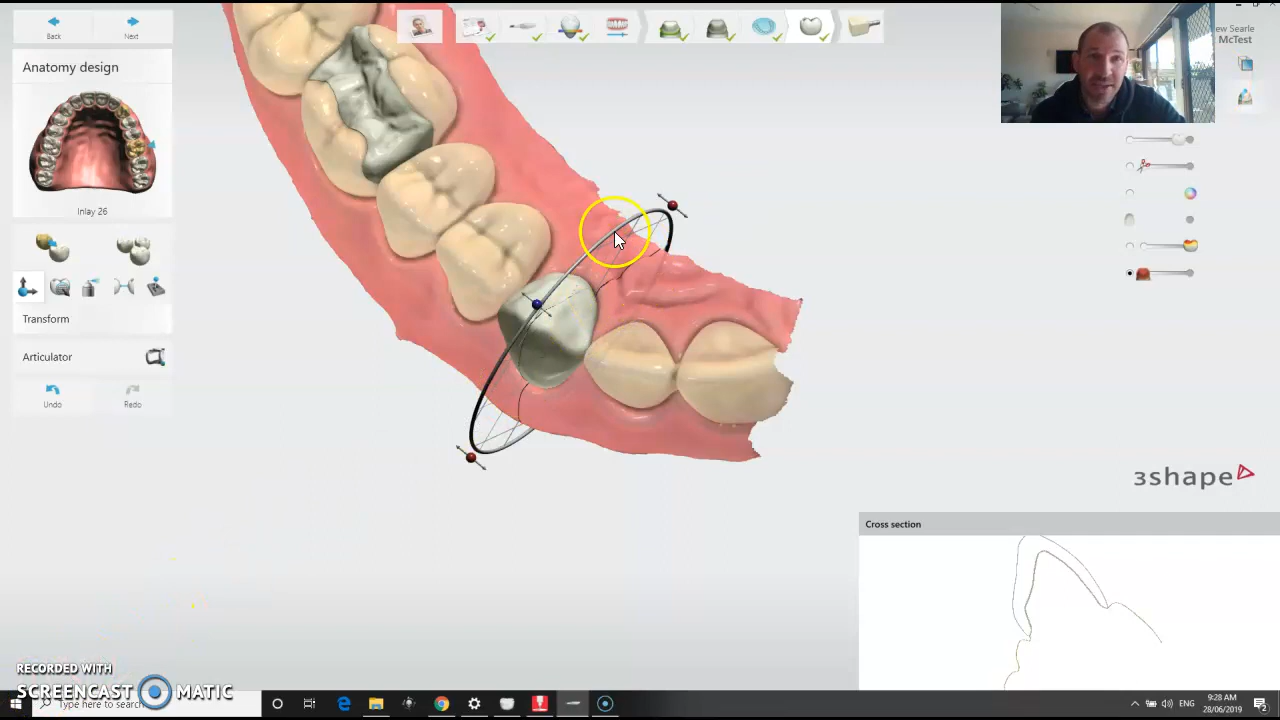 Back
Next
Anatomy design
Inlay 26
Transform
Articulator
Undo
Redo
ew Searle
McTest
3shape
Cross section
RECORDED WITH
SCREENCAST MATIC
Type here to search
ENG
9:28 AM
28/06/2019
2